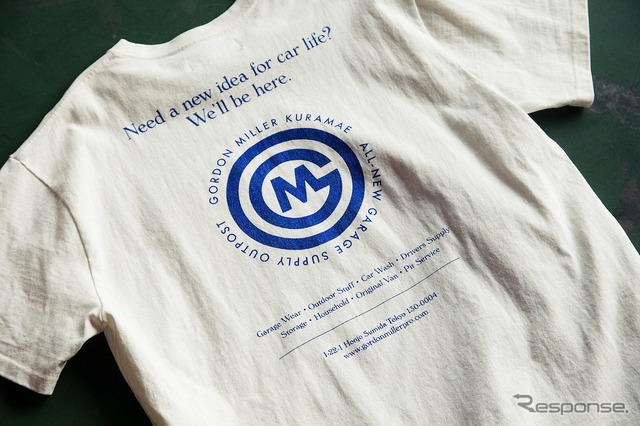 Need a new idea for car life?
We'll be here.
GORDON MILLER KURAMAE
ALL-NEW GARAGE SUPPLY OUTPOST
GM
Garage Wear・Outdoor Stuff・Car Wash・Drivers Supply
Storage・Household・Original Van・Pit Service
1-22-1 Honjo Sumida Tokyo 130-0004
www.gordonmillerpro.com
Response.